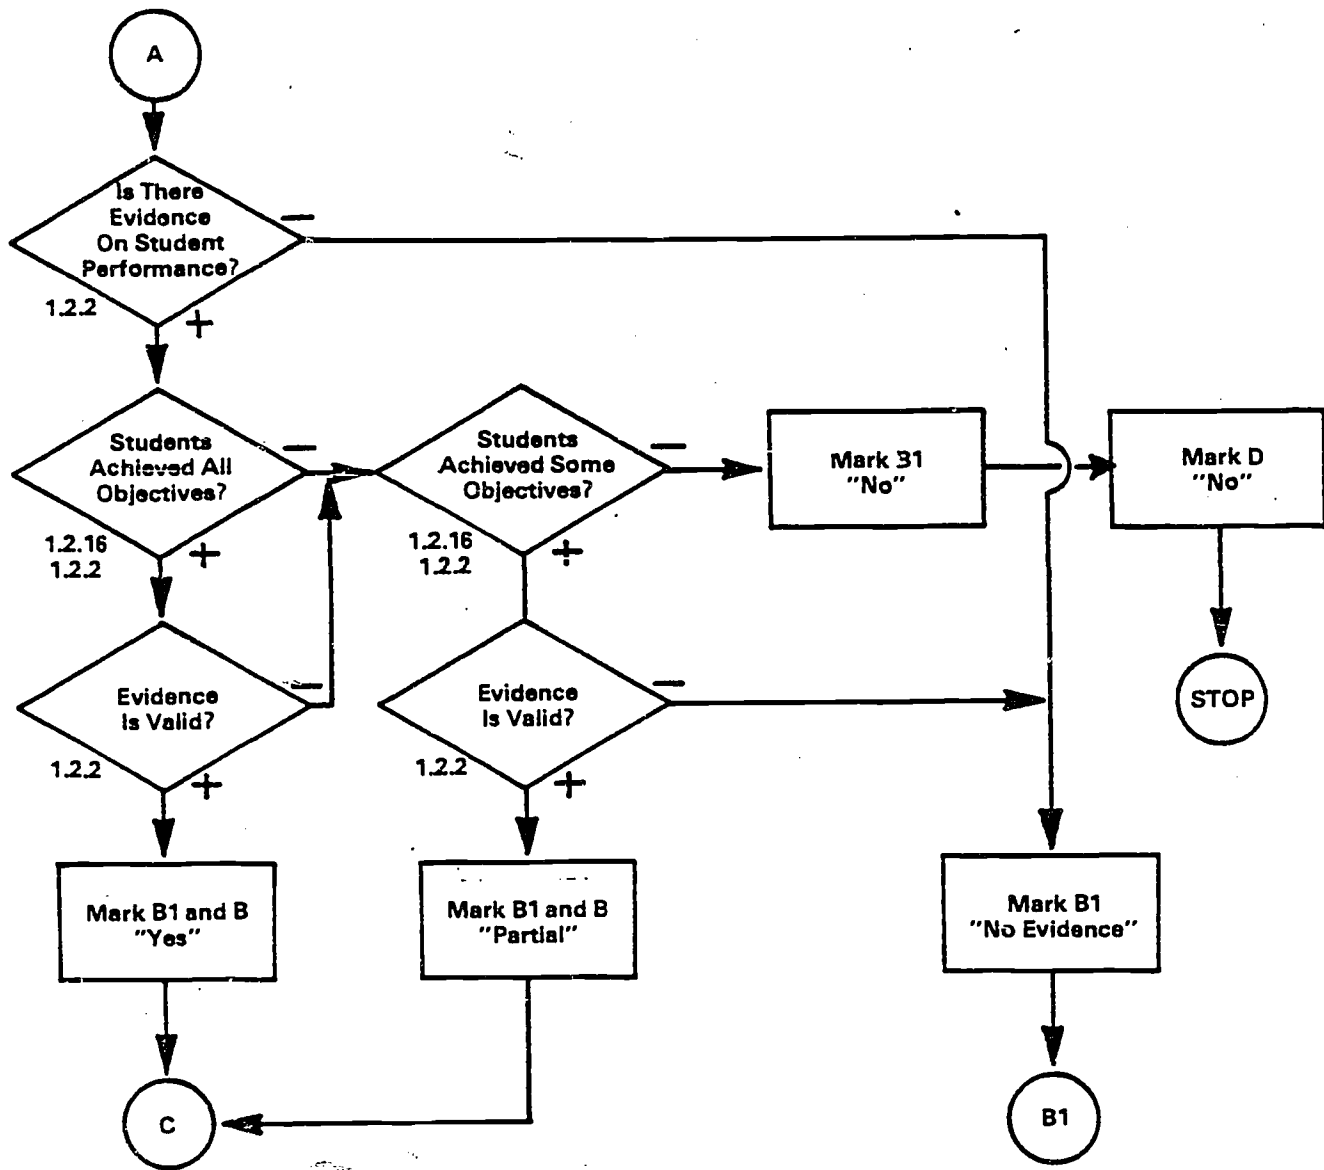 A
Is There
Evidence
On Student
Performance?
1.2.2
−
+
Students
Achieved All
Objectives?
1.2.16
1.2.2
−
+
Students
Achieved Some
Objectives?
1.2.16
1.2.2
−
+
Mark 31
"No"
Mark D
"No"
STOP
Evidence
Is Valid?
1.2.2
−
+
Evidence
Is Valid?
1.2.2
−
+
Mark B1 and B
"Yes"
Mark B1 and B
"Partial"
Mark B1
"No Evidence"
C
B1